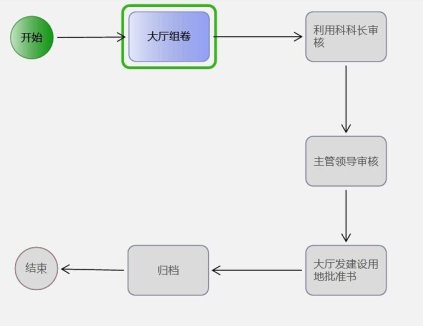 开始
大厅组卷
利用科科长审
核
主管领导审核
大厅发建设用
地批准书
归档
结束